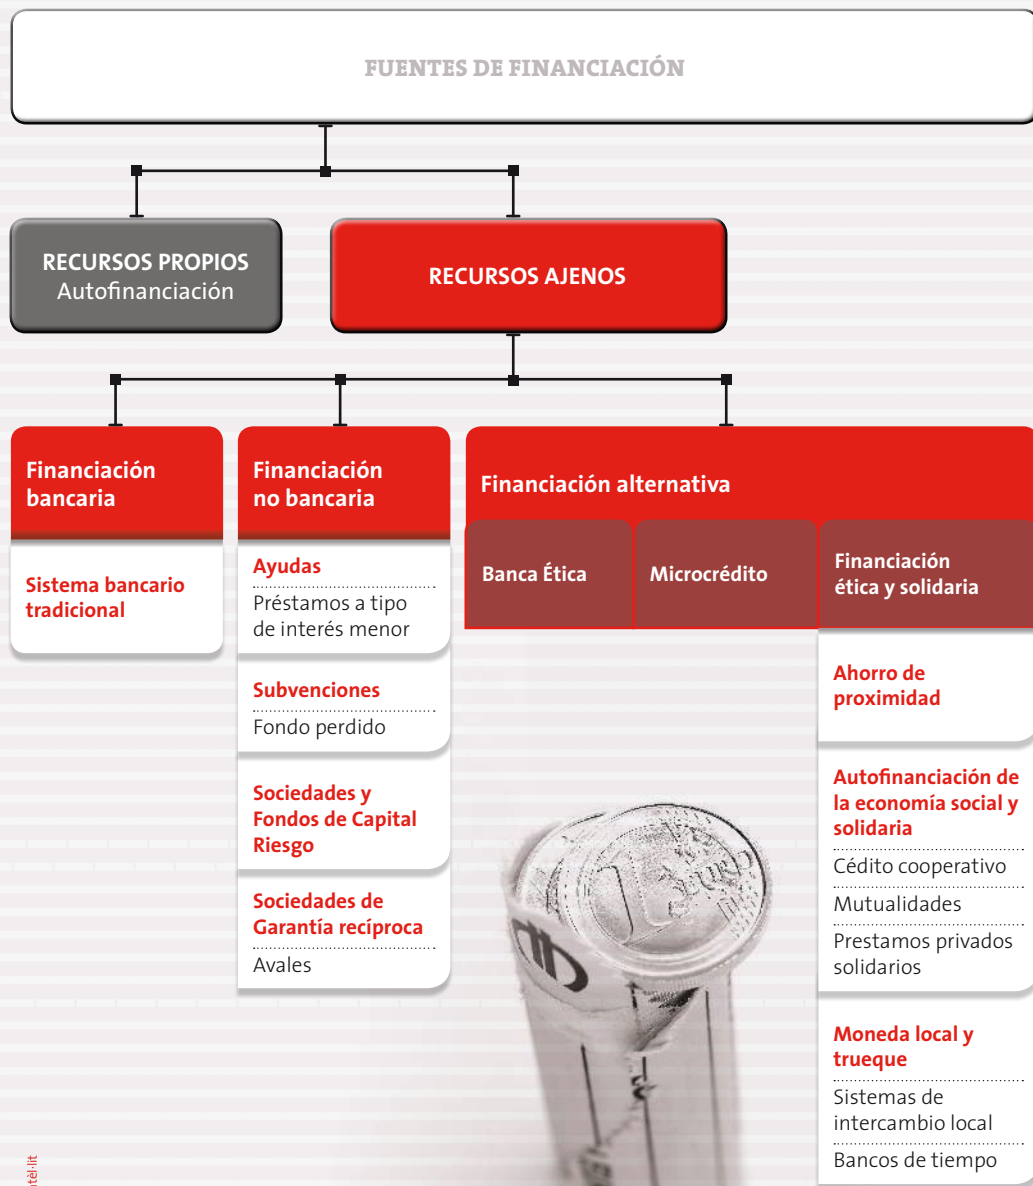 FUENTES DE FINANCIACIÓN
RECURSOS PROPIOS
Autofinanciación
RECURSOS AJENOS
Financiación
bancaria
Sistema bancario
tradicional
Financiación
no bancaria
Ayudas
Préstamos a tipo
de interés menor
Subvenciones
Fondo perdido
Sociedades y
Fondos de Capital
Riesgo
Sociedades de
Garantía recíproca
Avales
Financiación alternativa
Banca Ética
Microcrédito
Financiación
ética y solidaria
Ahorro de
proximidad
Autofinanciación de
la economía social y
solidaria
Cédito cooperativo
Mutualidades
Prestamos privados
solidarios
Moneda local y
trueque
Sistemas de
intercambio local
Bancos de tiempo
1 EURO